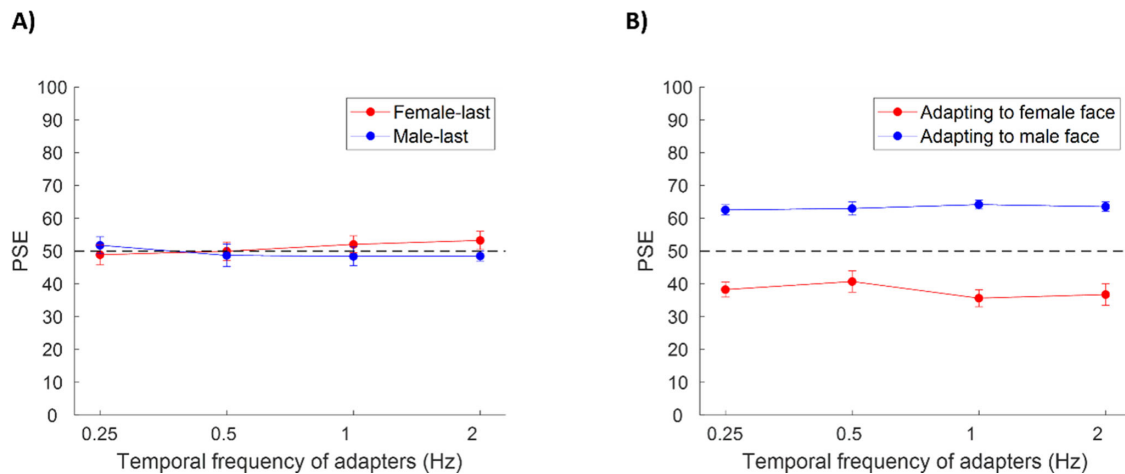 A)
100
90
80
70
60
50
40
30
20
10
0
PSE
Female-last
Male-last
0.25 0.5 1 2
Temporal frequency of adapters (Hz)
B)
100
90
80
70
60
50
40
30
20
10
0
PSE
Adapting to female face
Adapting to male face
0.25 0.5 1 2
Temporal frequency of adapters (Hz)